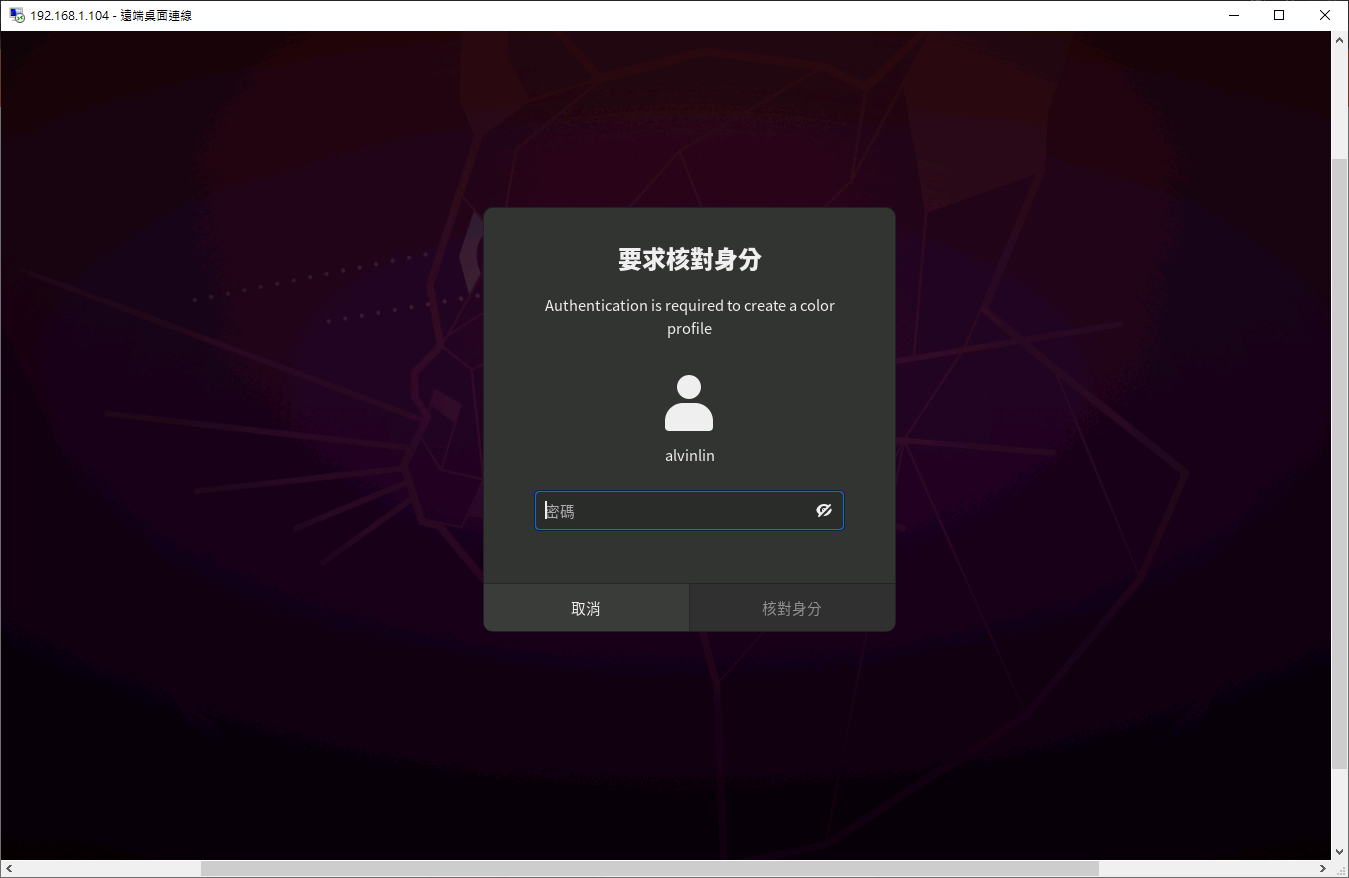 192.168.1.104 - 遠端桌面連線
要求核對身分
Authentication is required to create a color
profile
alvinlin
密碼
取消
核對身分